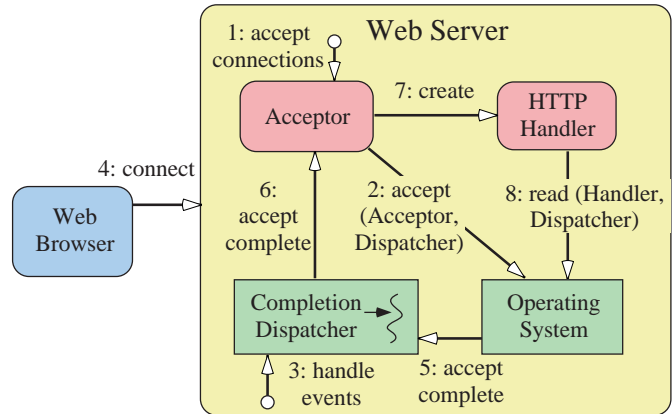 Web Server
1: accept
connections
Acceptor
7: create
HTTP
Handler
4: connect
Web
Browser
6:
accept
complete
2: accept
(Acceptor,
Dispatcher)
8: read (Handler,
Dispatcher)
Completion
Dispatcher
Operating
System
3: handle
events
5: accept
complete